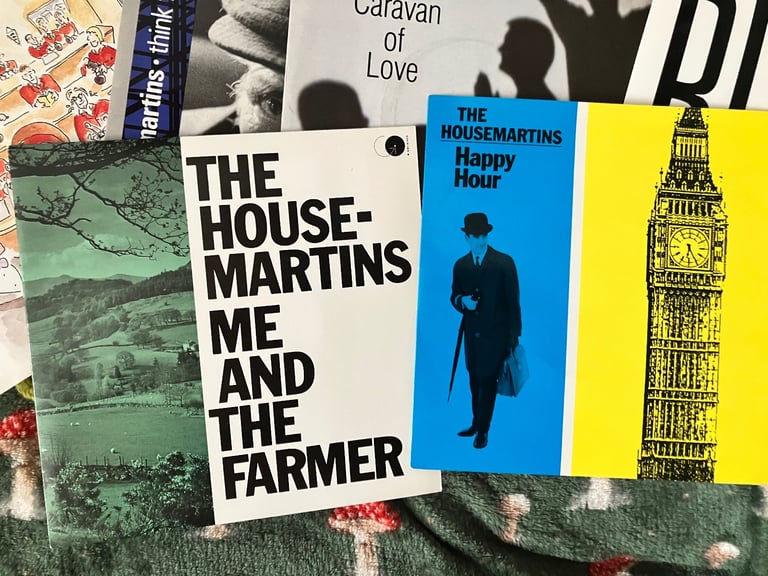 martins • think
Caravan
of
Love
THE
HOUSE-
MARTINS
ME
AND
THE
FARMER
THE
HOUSEMARTINS
Happy
Hour